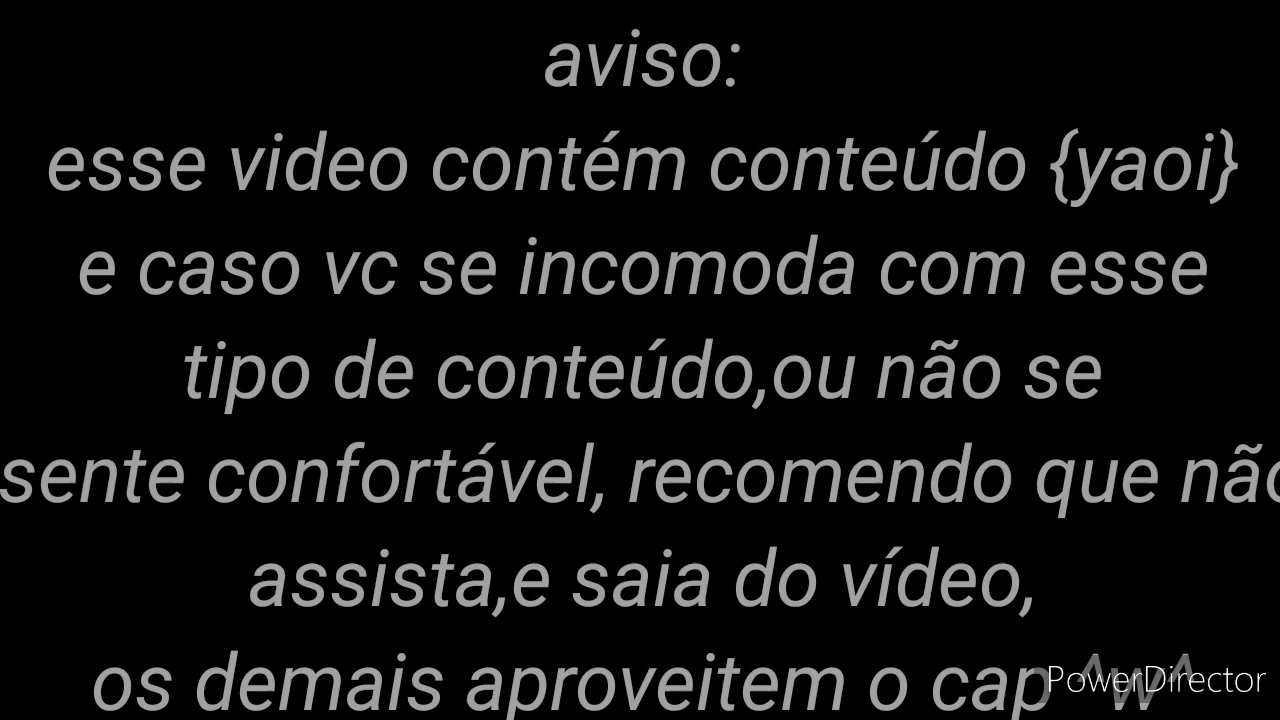 aviso:
esse video contém conteúdo {yaoi}
e caso vc se incomoda com esse
tipo de conteúdo,ou não se
sente confortável, recomendo que não
assista,e saia do vídeo,
os demais aproveitem o cap ^w^
PowerDirector